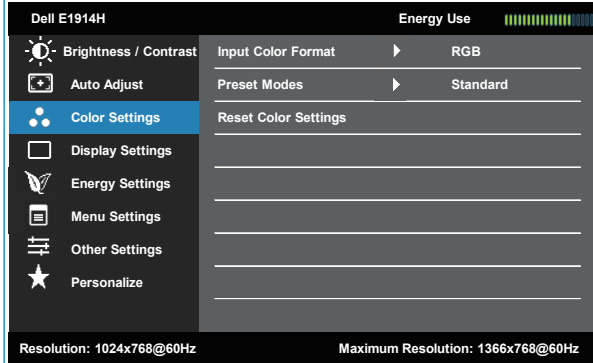 Dell E1914H Energy Use
Brightness / Contrast Input Color Format RGB
Auto Adjust Preset Modes Standard
Color Settings Reset Color Settings
Display Settings
Energy Settings
Menu Settings
Other Settings
Personalize
Resolution: 1024x768@60Hz Maximum Resolution: 1366x768@60Hz